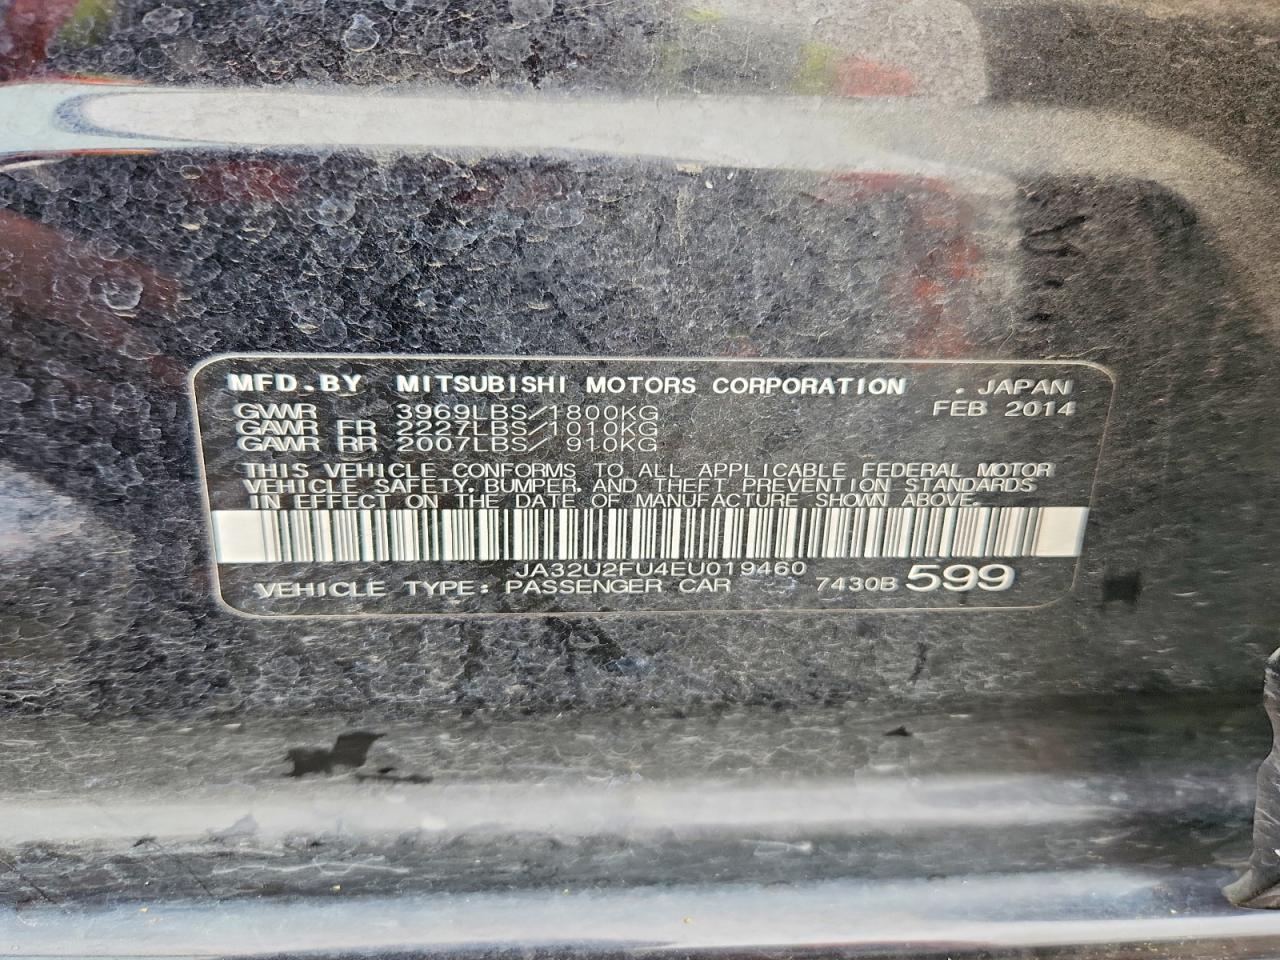 MFD. BY MITSUBISHI MOTORS CORPORATION . JAPAN
GVWR 3969LBS/1800KG FEB 2014
GAWR FR 2227LBS/1010KG
GAWR RR 2007LBS/ 910KG
THIS VEHICLE CONFORMS TO ALL APPLICABLE FEDERAL MOTOR
VEHICLE SAFETY, BUMPER, AND THEFT PREVENTION STANDARDS
IN EFFECT ON THE DATE OF MANUFACTURE SHOWN ABOVE.
JA32U2FU4EU019460
VEHICLE TYPE: PASSENGER CAR 7430B 599